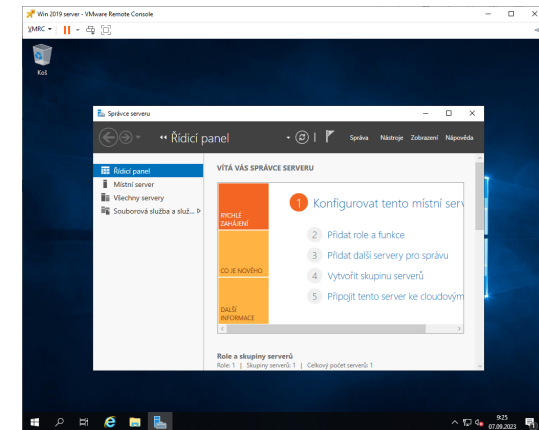 Win 2019 server - VMware Remote Console
VMRC
Koš
Správce serveru
Řídicí panel
Správa Nástroje Zobrazení Nápověda
Řídicí panel
Místní server
Všechny servery
Souborová služba a služ...
VÍTÁ VÁS SPRÁVCE SERVERU
RYCHLÉ
ZAHÁJENÍ
CO JE NOVÉHO
DALŠÍ
INFORMACE
1 Konfigurovat tento místní serv
2 Přidat role a funkce
3 Přidat další servery pro správu
4 Vytvořit skupinu serverů
5 Připojit tento server ke cloudovým
Role a skupiny serverů
Role: 1 | Skupiny serverů: 1 | Celkový počet serverů: 1
9:25
07.09.2023